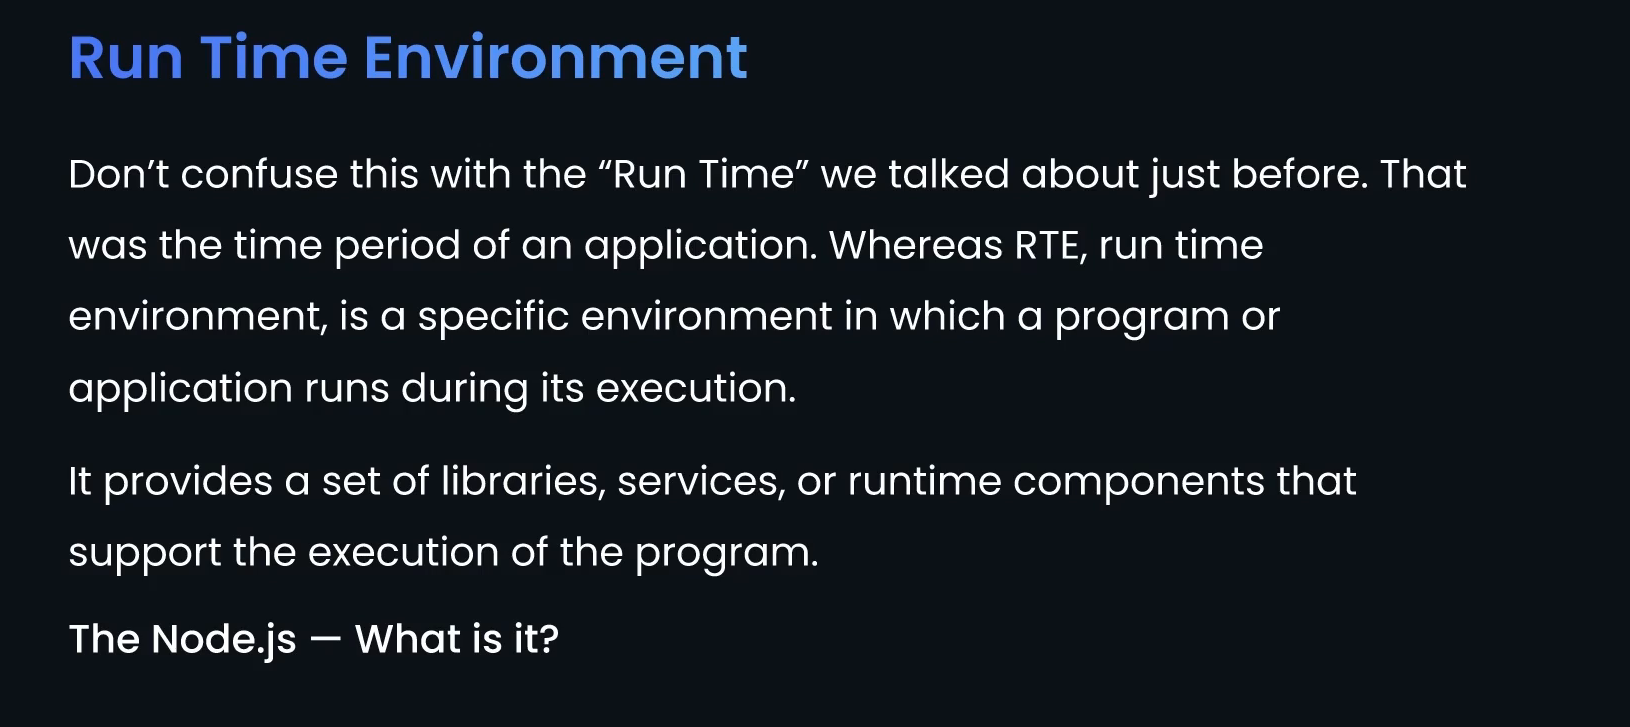 Run Time Environment
Don’t confuse this with the “Run Time” we talked about just before. That
was the time period of an application. Whereas RTE, run time
environment, is a specific environment in which a program or
application runs during its execution.
It provides a set of libraries, services, or runtime components that
support the execution of the program.
The Node.js — What is it?